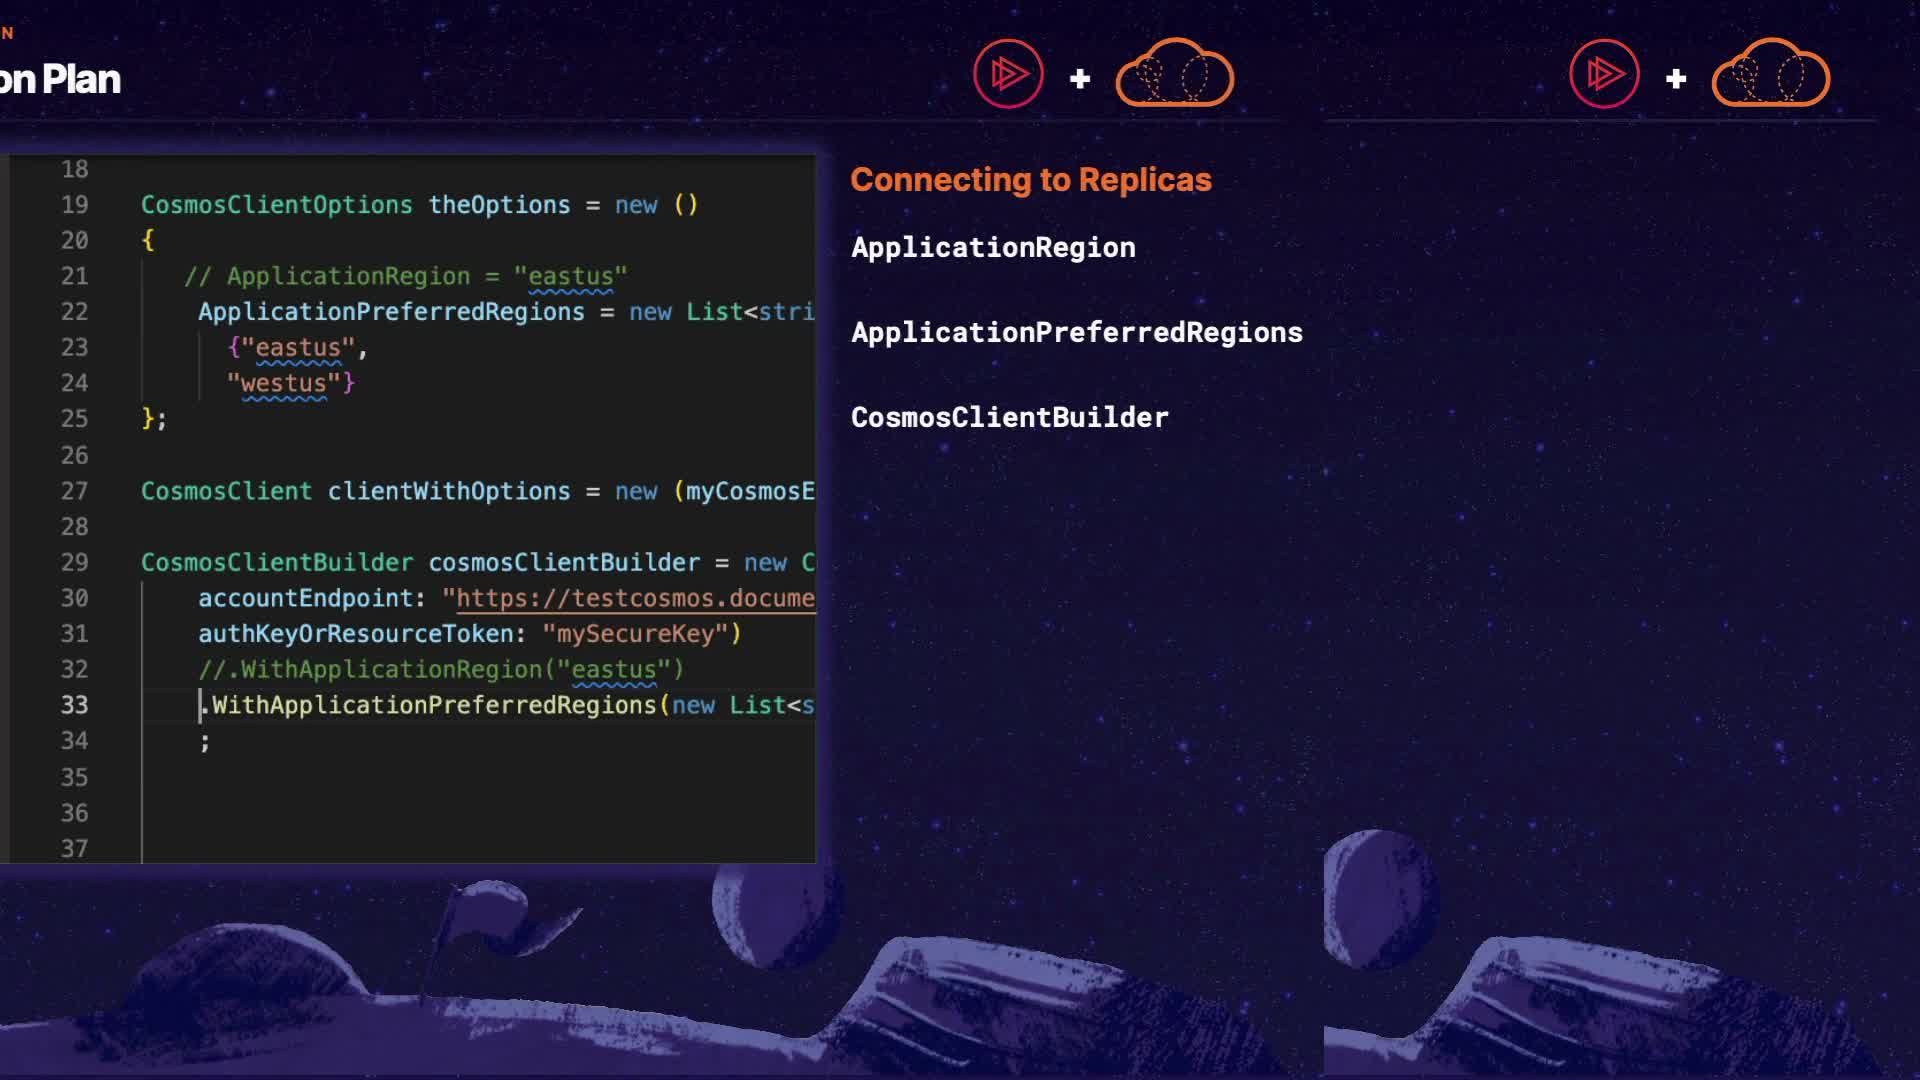 N
on Plan
+
+
18
19 CosmosClientOptions theOptions = new ()
20 {
21 // ApplicationRegion = "eastus"
22 ApplicationPreferredRegions = new List<stri
23 {"eastus",
24 "westus"}
25 };
26
27 CosmosClient clientWithOptions = new (myCosmosE
28
29 CosmosClientBuilder cosmosClientBuilder = new C
30 accountEndpoint: "https://testcosmos.docume
31 authKeyOrResourceToken: "mySecureKey")
32 //.WithApplicationRegion("eastus")
33 .WithApplicationPreferredRegions(new List<s
34 ;
35
36
37
Connecting to Replicas
ApplicationRegion
ApplicationPreferredRegions
CosmosClientBuilder